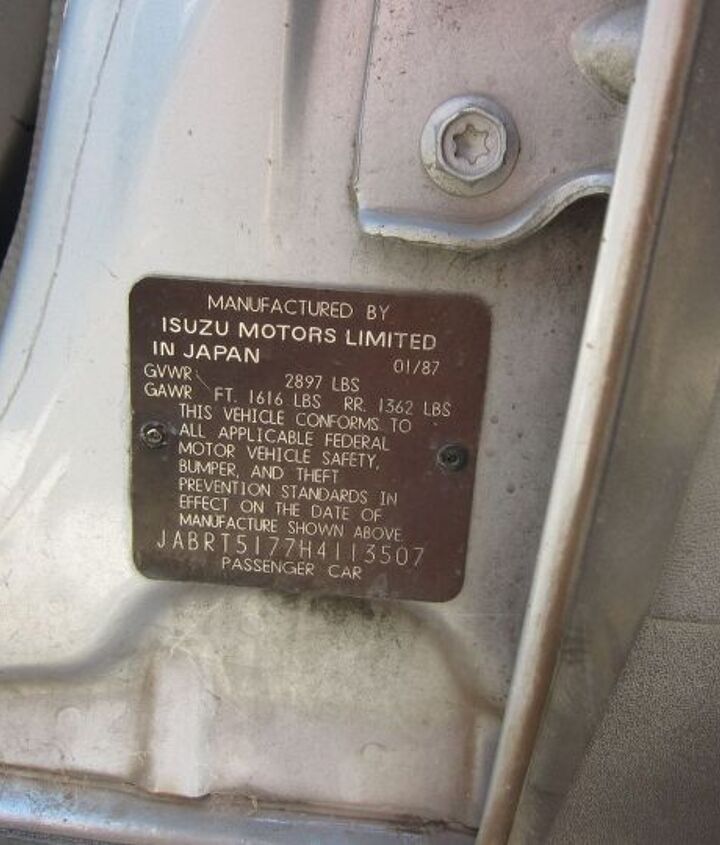 MANUFACTURED BY
ISUZU MOTORS LIMITED
IN JAPAN 01/87
GVWR 2897 LBS
GAWR FT. 1616 LBS RR. 1362 LBS
THIS VEHICLE CONFORMS TO
ALL APPLICABLE FEDERAL
MOTOR VEHICLE SAFETY,
BUMPER, AND THEFT
PREVENTION STANDARDS IN
EFFECT ON THE DATE OF
MANUFACTURE SHOWN ABOVE
JABRT5177H4113507
PASSENGER CAR